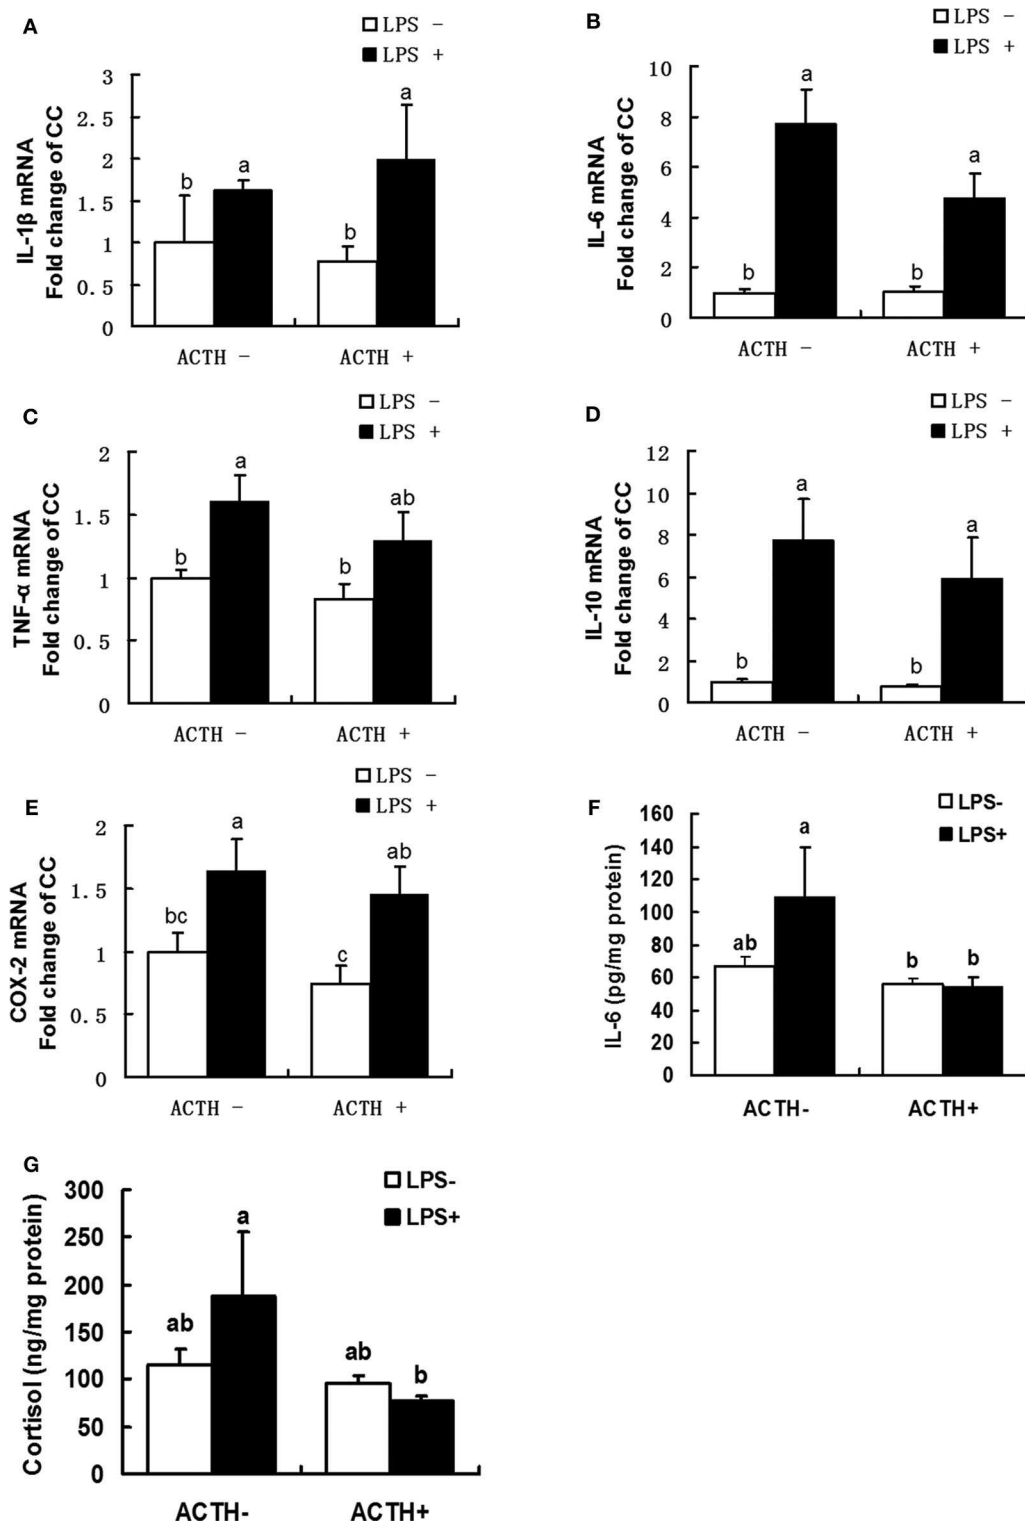 A
LPS −
LPS +
IL-1β mRNA
Fold change of CC
3
2.5
2
1.5
1
0.5
0
b
a
b
a
ACTH −
ACTH +
B
LPS −
LPS +
IL-6 mRNA
Fold change of CC
10
8
6
4
2
0
b
a
b
a
ACTH −
ACTH +
C
LPS −
LPS +
TNF-α mRNA
Fold change of CC
2
1.5
1
0.5
0
b
a
b
ab
ACTH −
ACTH +
D
LPS −
LPS +
IL-10 mRNA
Fold change of CC
12
10
8
6
4
2
0
b
a
b
a
ACTH −
ACTH +
E
LPS −
LPS +
COX-2 mRNA
Fold change of CC
2
1.5
1
0.5
0
bc
a
c
ab
ACTH −
ACTH +
F
LPS-
LPS+
IL-6 (pg/mg protein)
160
140
120
100
80
60
40
20
0
ab
a
b
b
ACTH-
ACTH+
G
LPS-
LPS+
Cortisol (ng/mg protein)
300
250
200
150
100
50
0
ab
a
ab
b
ACTH-
ACTH+